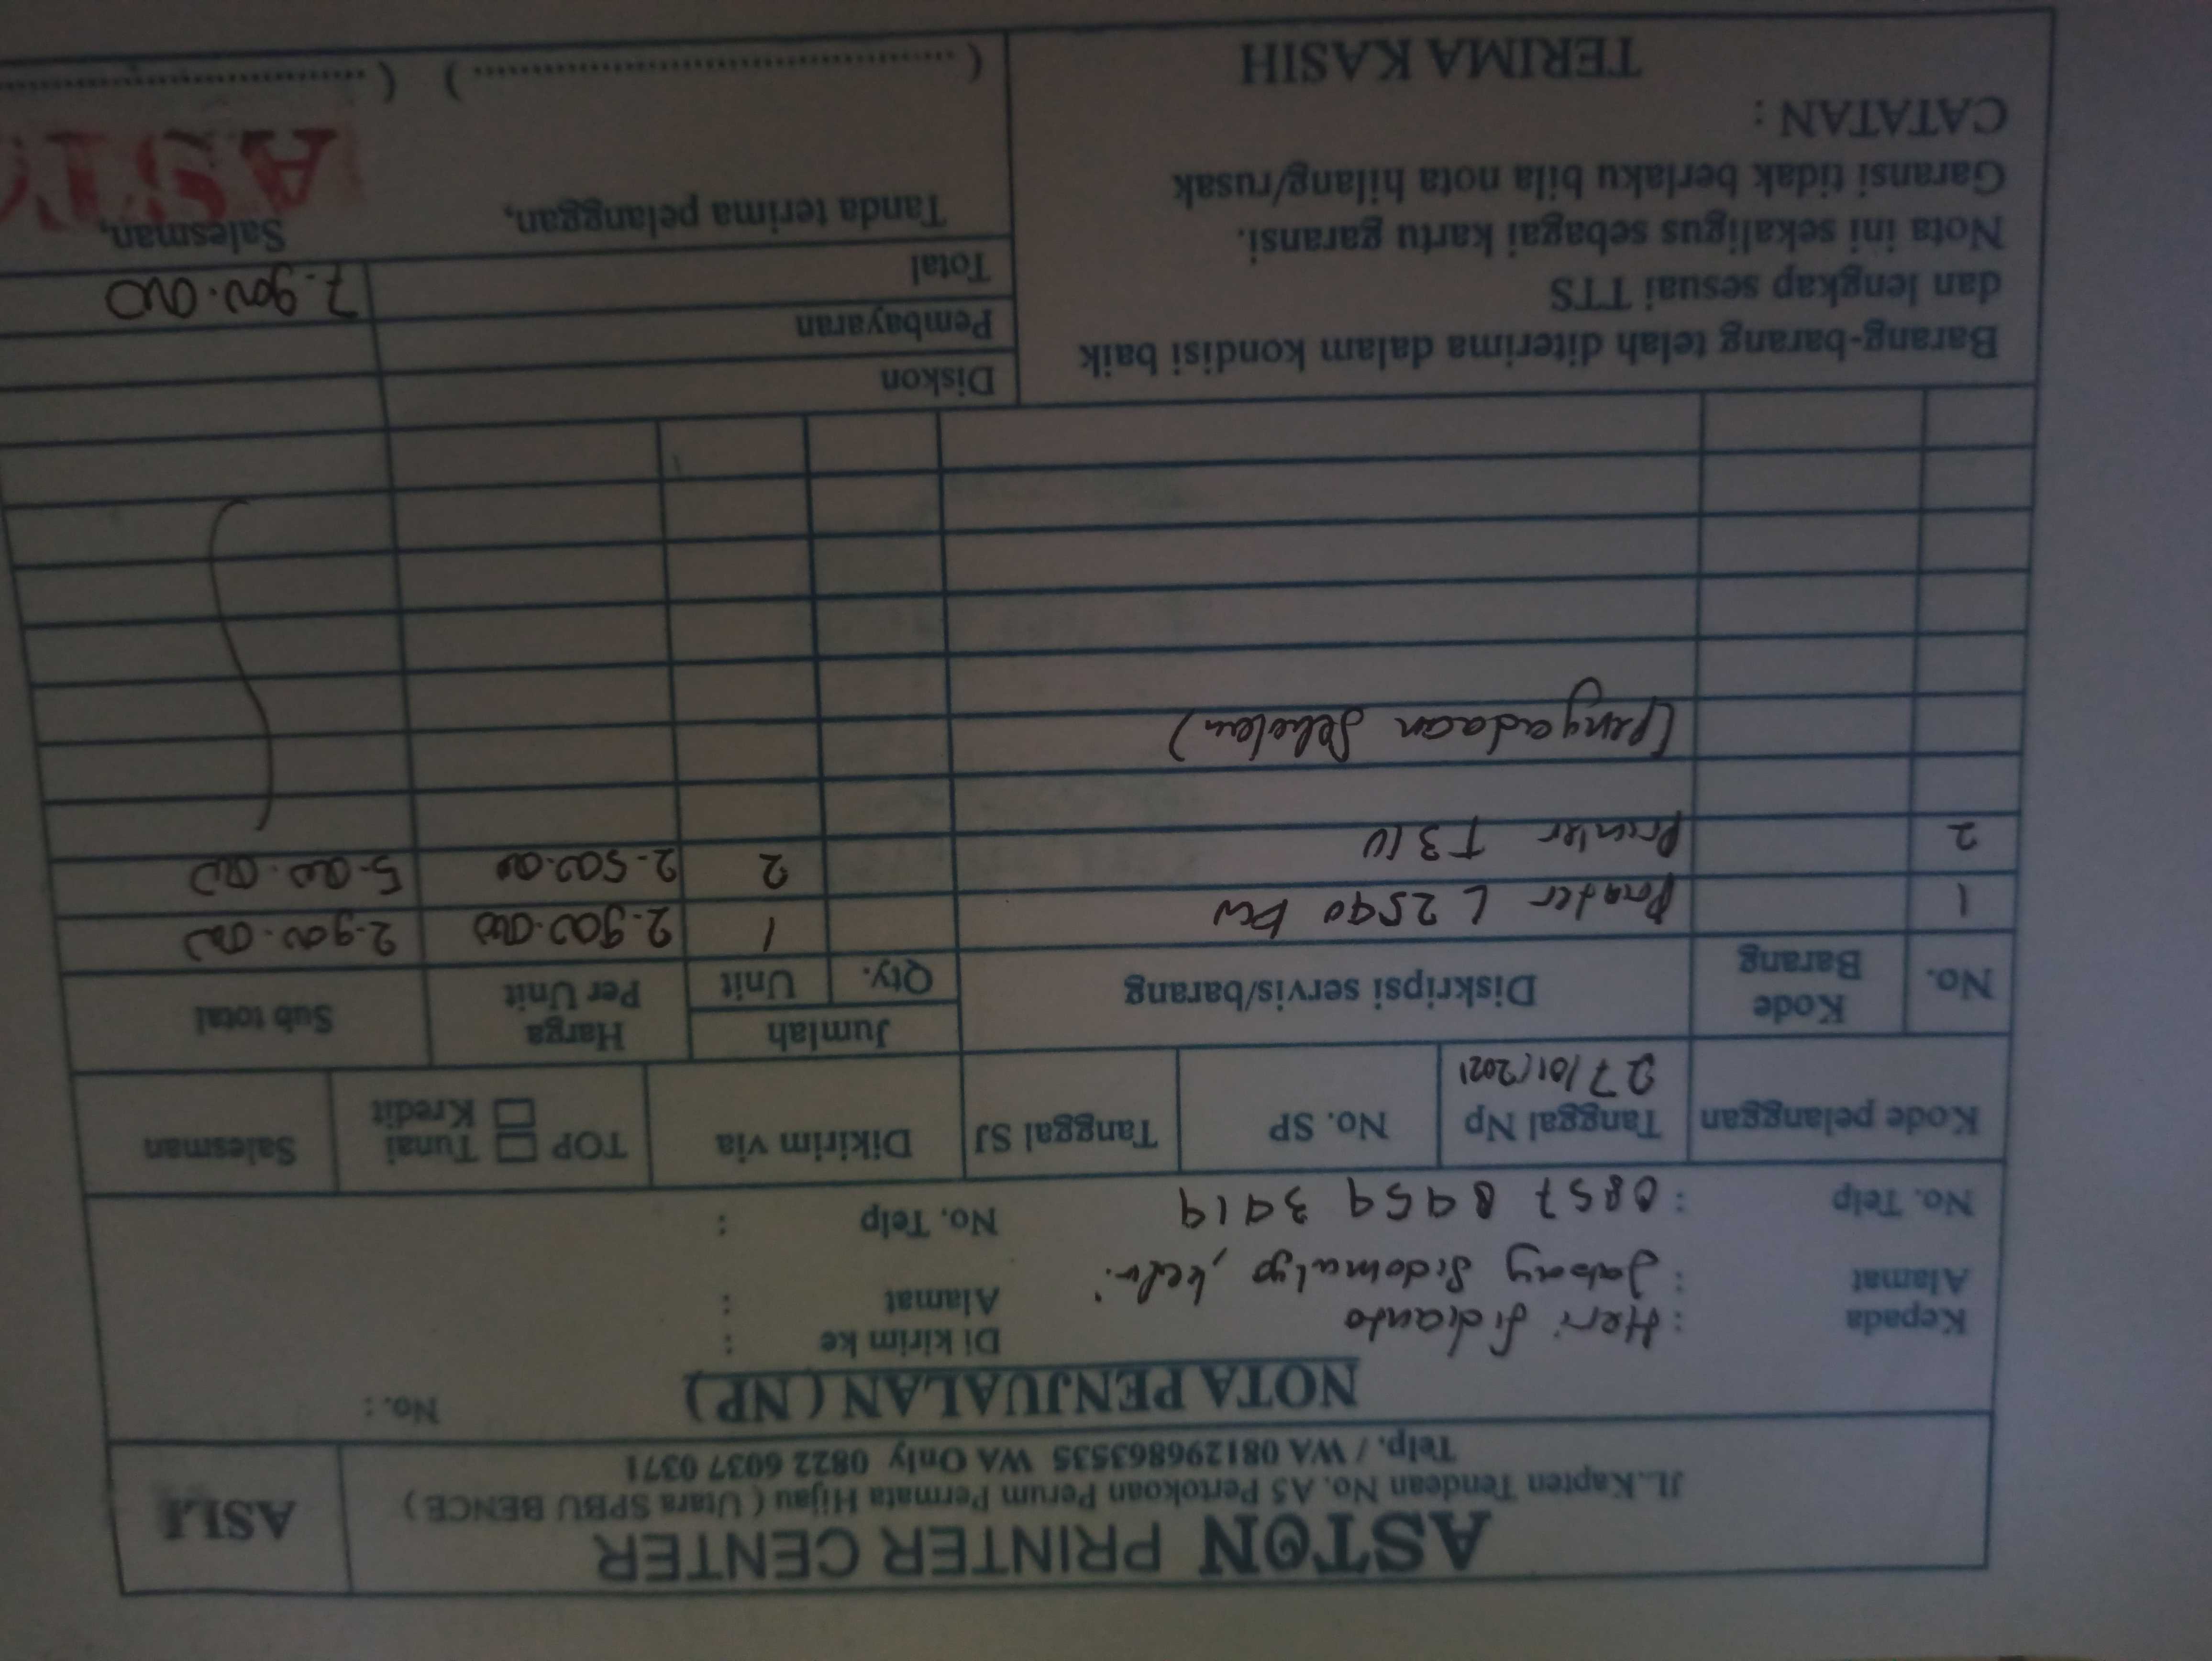 ASTON PRINTER CENTER
JL.Kapten Tendean No. A5 Pertokoan Perum Permata Hijau ( Utara SPBU BENCE )
Telp. / WA 081296863535 WA Only 0822 6037 0371
ASLI
NOTA PENJUALAN ( NP )
No. :
Kepada : Heri
Alamat : Jabang Sidomulyo,
No. Telp : 0857 8459 3414
Di kirim ke :
Alamat :
No. Telp :
Kode pelanggan
Tanggal Np
27/01/2021
No. SP
Tanggal SJ
Dikirim via
TOP Tunai
Kredit
Salesman
No. Kode Barang Diskripsi servis/barang Jumlah Qty. Unit Harga Per Unit Sub total
1 Printer L 2540 DW 1 2.900.000 2.900.000
2 Printer T310 2 2.500.00 5.000.000
(Pengadaan Sekolah)
Barang-barang telah diterima dalam kondisi baik
dan lengkap sesuai TTS
Nota ini sekaligus sebagai kartu garansi.
Garansi tidak berlaku bila nota hilang/rusak
CATATAN :
TERIMA KASIH
Diskon
Pembayaran
Total 7.900.000
Tanda terima pelanggan,
Salesman,